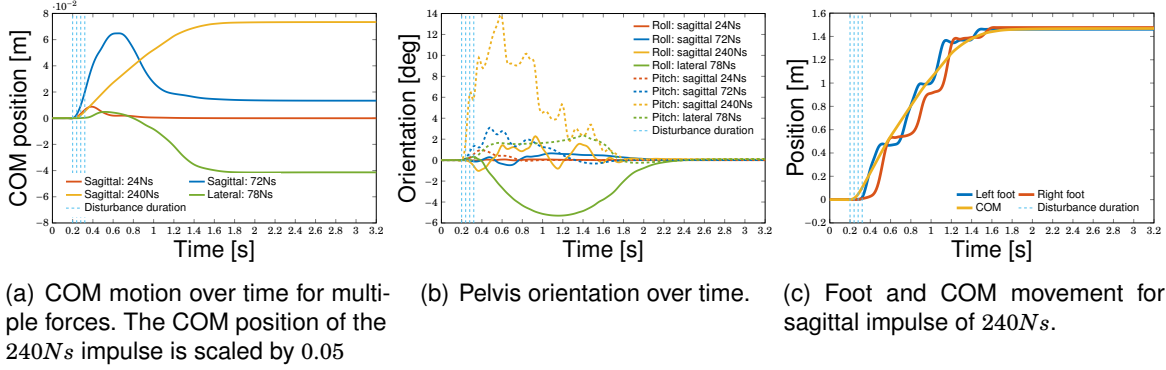 8 ·10⁻²
6
4
2
0
−2
−4
−6
−8
COM position [m]
0 0.2 0.4 0.6 0.8 1 1.2 1.4 1.6 1.8 2 2.2 2.4 2.6 2.8 3 3.2
Time [s]
Sagittal: 24Ns Sagittal: 72Ns
Sagittal: 240Ns Lateral: 78Ns
Disturbance duration
14
12
10
8
6
4
2
0
−2
−4
−6
Orientation [deg]
0 0.2 0.4 0.6 0.8 1 1.2 1.4 1.6 1.8 2 2.2 2.4 2.6 2.8 3 3.2
Time [s]
Roll: sagittal 24Ns
Roll: sagittal 72Ns
Roll: sagittal 240Ns
Roll: lateral 78Ns
Pitch: sagittal 24Ns
Pitch: sagittal 72Ns
Pitch: sagittal 240Ns
Pitch: lateral 78Ns
Disturbance duration
1.6
1.4
1.2
1
0.8
0.6
0.4
0.2
0
−0.2
Position [m]
0 0.2 0.4 0.6 0.8 1 1.2 1.4 1.6 1.8 2 2.2 2.4 2.6 2.8 3 3.2
Time [s]
Left foot Right foot
COM Disturbance duration
(a) COM motion over time for multi-
ple forces. The COM position of the
240Ns impulse is scaled by 0.05
(b) Pelvis orientation over time.
(c) Foot and COM movement for
sagittal impulse of 240Ns.